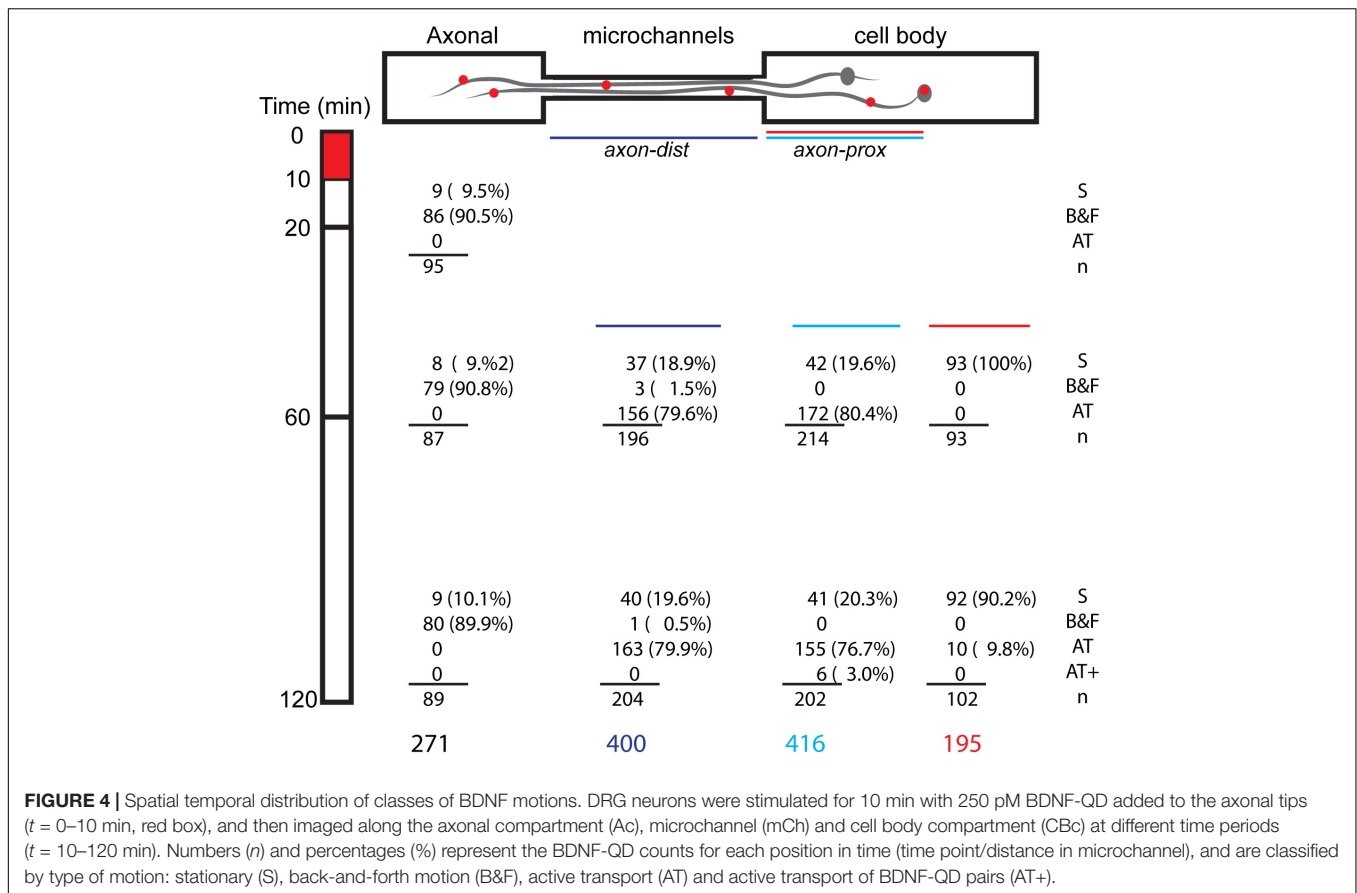 Axonal microchannels cell body
Time (min)
0
axon-dist axon-prox
10
9 ( 9.5%) S
86 (90.5%) B&F
20
0 AT
95 n
8 ( 9.%2) 37 (18.9%) 42 (19.6%) 93 (100%) S
79 (90.8%) 3 ( 1.5%) 0 0 B&F
60 0 156 (79.6%) 172 (80.4%) 0 AT
87 196 214 93 n
9 (10.1%) 40 (19.6%) 41 (20.3%) 92 (90.2%) S
80 (89.9%) 1 ( 0.5%) 0 0 B&F
0 163 (79.9%) 155 (76.7%) 10 ( 9.8%) AT
0 0 6 ( 3.0%) 0 AT+
120 89 204 202 102 n
271 400 416 195
FIGURE 4 | Spatial temporal distribution of classes of BDNF motions. DRG neurons were stimulated for 10 min with 250 pM BDNF-QD added to the axonal tips
(t = 0–10 min, red box), and then imaged along the axonal compartment (Ac), microchannel (mCh) and cell body compartment (CBc) at different time periods
(t = 10–120 min). Numbers (n) and percentages (%) represent the BDNF-QD counts for each position in time (time point/distance in microchannel), and are classified
by type of motion: stationary (S), back-and-forth motion (B&F), active transport (AT) and active transport of BDNF-QD pairs (AT+).